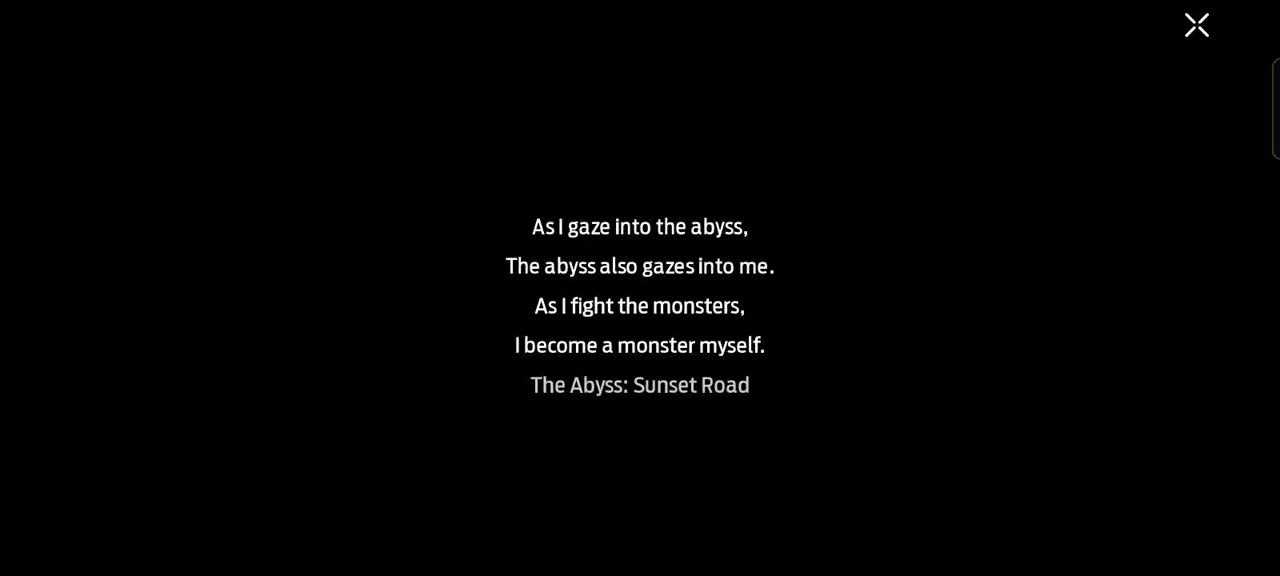 As I gaze into the abyss,
The abyss also gazes into me.
As I fight the monsters,
I become a monster myself.
The Abyss: Sunset Road